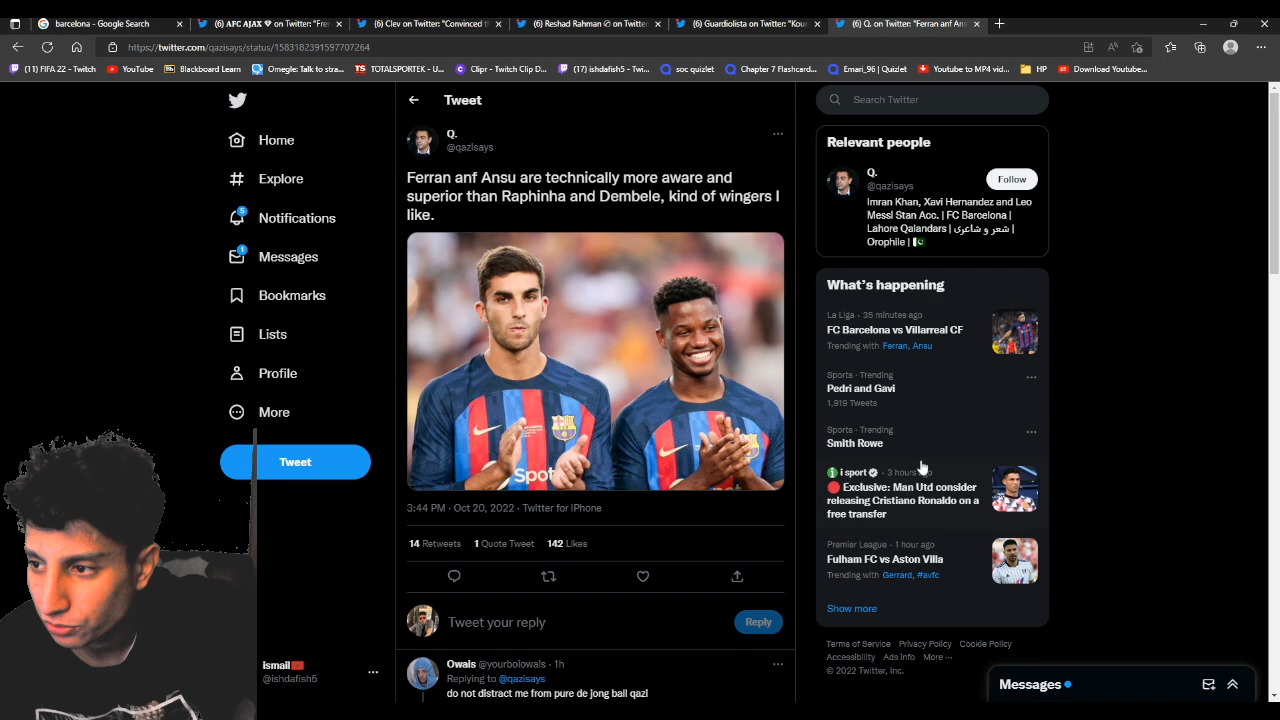 barcelona - Google Search
(6) AFC AJAX on Twitter: "Fren
(6) Clev on Twitter: "Convinced t
(6) Reshad Rahman on Twitter
(6) Guardiolista on Twitter: "Kour
(6) Q. on Twitter: "Ferran anf Ans
https://twitter.com/qazisays/status/1583182391597707264
(11) FIFA 22 - Twitch
YouTube
Blackboard Learn
Omegle: Talk to stra...
TOTALSPORTEK - U...
Clipr - Twitch Clip D...
(17) ishdafish5 - Twi...
soc quizlet
Chapter 7 Flashcard...
Emari_96 | Quizlet
Youtube to MP4 vid...
HP
Download Youtube...
Home
Explore
5
Notifications
1
Messages
Bookmarks
Lists
Profile
More
Tweet
ismail
@ishdafish5
Tweet
Q.
@qazisays
Ferran anf Ansu are technically more aware and
superior than Raphinha and Dembele, kind of wingers I
like.
Spot
3:44 PM · Oct 20, 2022 · Twitter for iPhone
14 Retweets 1 Quote Tweet 142 Likes
Tweet your reply
Reply
Owais @yourbolowais · 1h
Replying to @qazisays
do not distract me from pure de jong ball qazi
Search Twitter
Relevant people
Q.
@qazisays
Follow
Imran Khan, Xavi Hernandez and Leo
Messi Stan Acc. | FC Barcelona |
Lahore Qalandars | شعر و شاعری |
Orophile |
What's happening
La Liga · 35 minutes ago
FC Barcelona vs Villarreal CF
Trending with Ferran, Ansu
Sports · Trending
Pedri and Gavi
1,919 Tweets
Sports · Trending
Smith Rowe
i sport · 3 hours ago
Exclusive: Man Utd consider
releasing Cristiano Ronaldo on a
free transfer
Premier League · 1 hour ago
Fulham FC vs Aston Villa
Trending with Gerrard, #avfc
Show more
Terms of Service Privacy Policy Cookie Policy
Accessibility Ads info More ···
© 2022 Twitter, Inc.
Messages